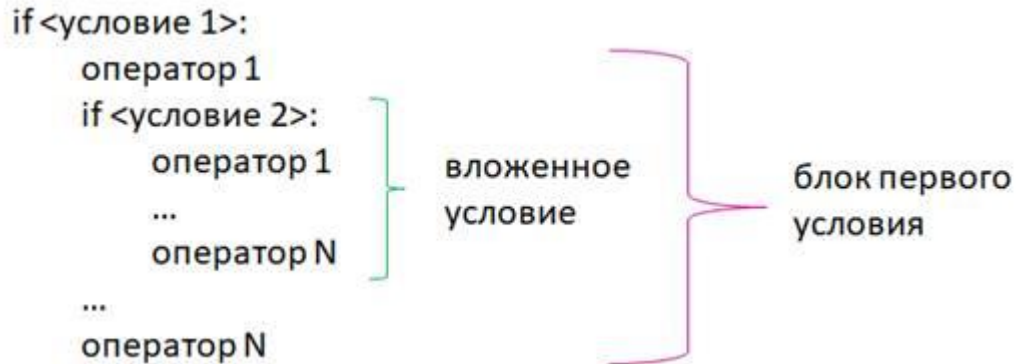 if <условие 1>:
оператор 1
if <условие 2>:
оператор 1
...
оператор N
...
оператор N
вложенное
условие
блок первого
условия